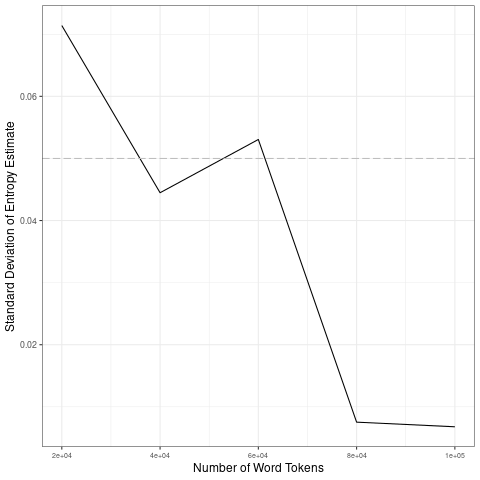 Standard Deviation of Entropy Estimate
0.06
0.04
0.02
2e+04 4e+04 6e+04 8e+04 1e+05
Number of Word Tokens